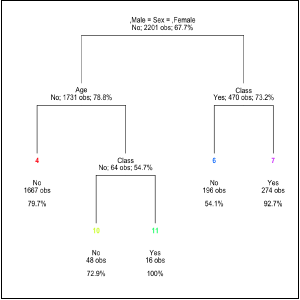 ,Male = Sex = ,Female
No; 2201 obs; 67.7%
Age
No; 1731 obs; 78.8%
Class
Yes; 470 obs; 73.2%
4
Class
No; 64 obs; 54.7%
6
7
No
1667 obs
79.7%
No
196 obs
54.1%
Yes
274 obs
92.7%
10
11
No
48 obs
72.9%
Yes
16 obs
100%